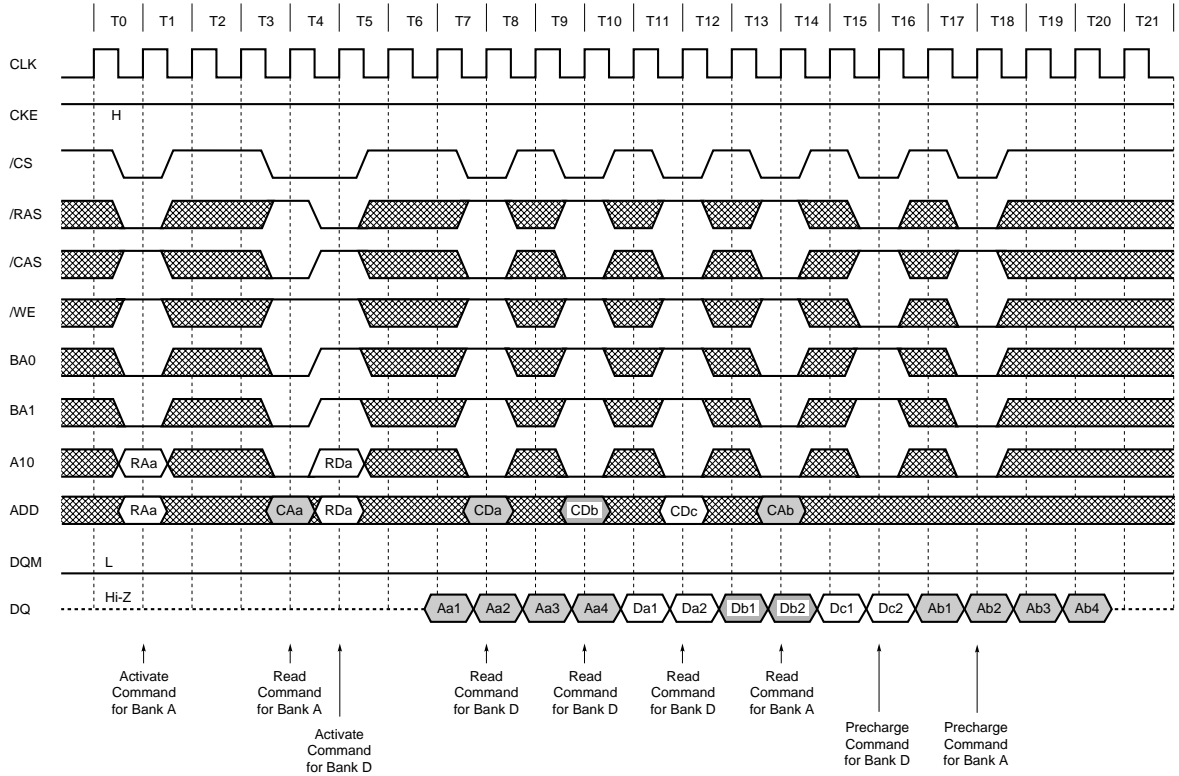 T0 T1 T2 T3 T4 T5 T6 T7 T8 T9 T10 T11 T12 T13 T14 T15 T16 T17 T18 T19 T20 T21
CLK
CKE H
/CS
/RAS
/CAS
/WE
BA0
BA1
A10 RAa RDa
ADD RAa CAa RDa CDa CDb CDc CAb
DQM L
DQ Hi-Z Aa1 Aa2 Aa3 Aa4 Da1 Da2 Db1 Db2 Dc1 Dc2 Ab1 Ab2 Ab3 Ab4
Activate
Command
for Bank A
Read
Command
for Bank A
Activate
Command
for Bank D
Read
Command
for Bank D
Read
Command
for Bank D
Read
Command
for Bank D
Read
Command
for Bank A
Precharge
Command
for Bank D
Precharge
Command
for Bank A